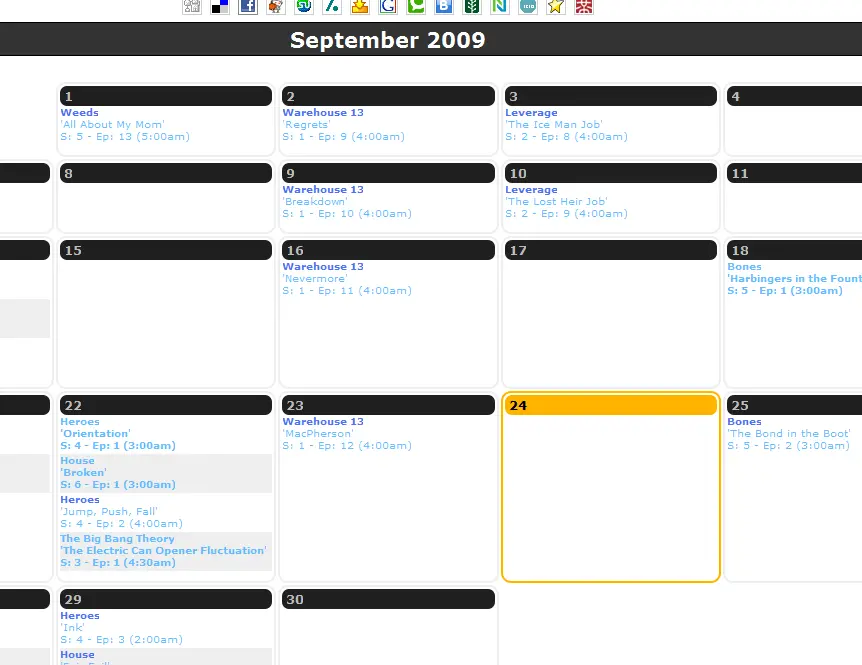 September 2009
1
Weeds
'All About My Mom'
S: 5 - Ep: 13 (5:00am)
2
Warehouse 13
'Regrets'
S: 1 - Ep: 9 (4:00am)
3
Leverage
'The Ice Man Job'
S: 2 - Ep: 8 (4:00am)
4
8
9
Warehouse 13
'Breakdown'
S: 1 - Ep: 10 (4:00am)
10
Leverage
'The Lost Heir Job'
S: 2 - Ep: 9 (4:00am)
11
15
16
Warehouse 13
'Nevermore'
S: 1 - Ep: 11 (4:00am)
17
18
Bones
'Harbingers in the Fount
S: 5 - Ep: 1 (3:00am)
22
Heroes
'Orientation'
S: 4 - Ep: 1 (3:00am)
House
'Broken'
S: 6 - Ep: 1 (3:00am)
Heroes
'Jump, Push, Fall'
S: 4 - Ep: 2 (4:00am)
The Big Bang Theory
'The Electric Can Opener Fluctuation'
S: 3 - Ep: 1 (4:30am)
23
Warehouse 13
'MacPherson'
S: 1 - Ep: 12 (4:00am)
24
25
Bones
'The Bond in the Boot'
S: 5 - Ep: 2 (3:00am)
29
Heroes
'Ink'
S: 4 - Ep: 3 (2:00am)
House
30